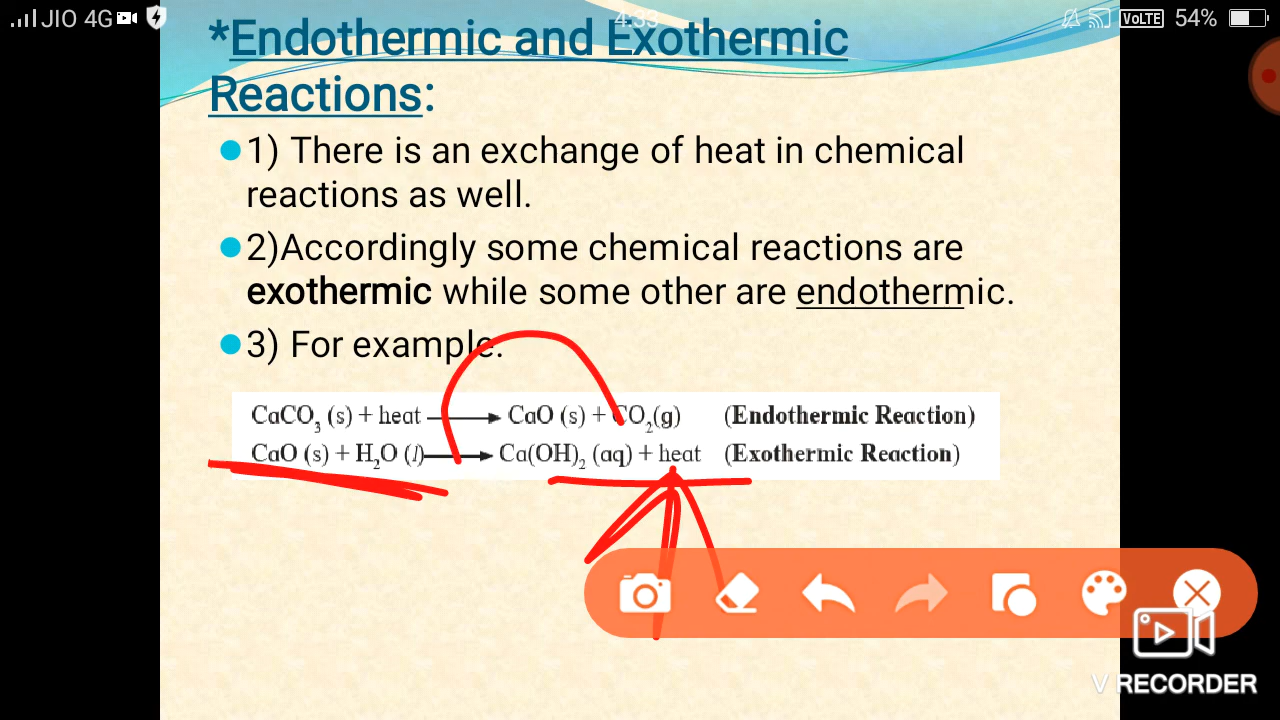 JIO 4G 4:33 VoLTE 54%
*Endothermic and Exothermic
Reactions:
1) There is an exchange of heat in chemical
reactions as well.
2)Accordingly some chemical reactions are
exothermic while some other are endothermic.
3) For example.
CaCO₃ (s) + heat ⟶ CaO (s) + CO₂(g) (Endothermic Reaction)
CaO (s) + H₂O (l) ⟶ Ca(OH)₂ (aq) + heat (Exothermic Reaction)
V RECORDER